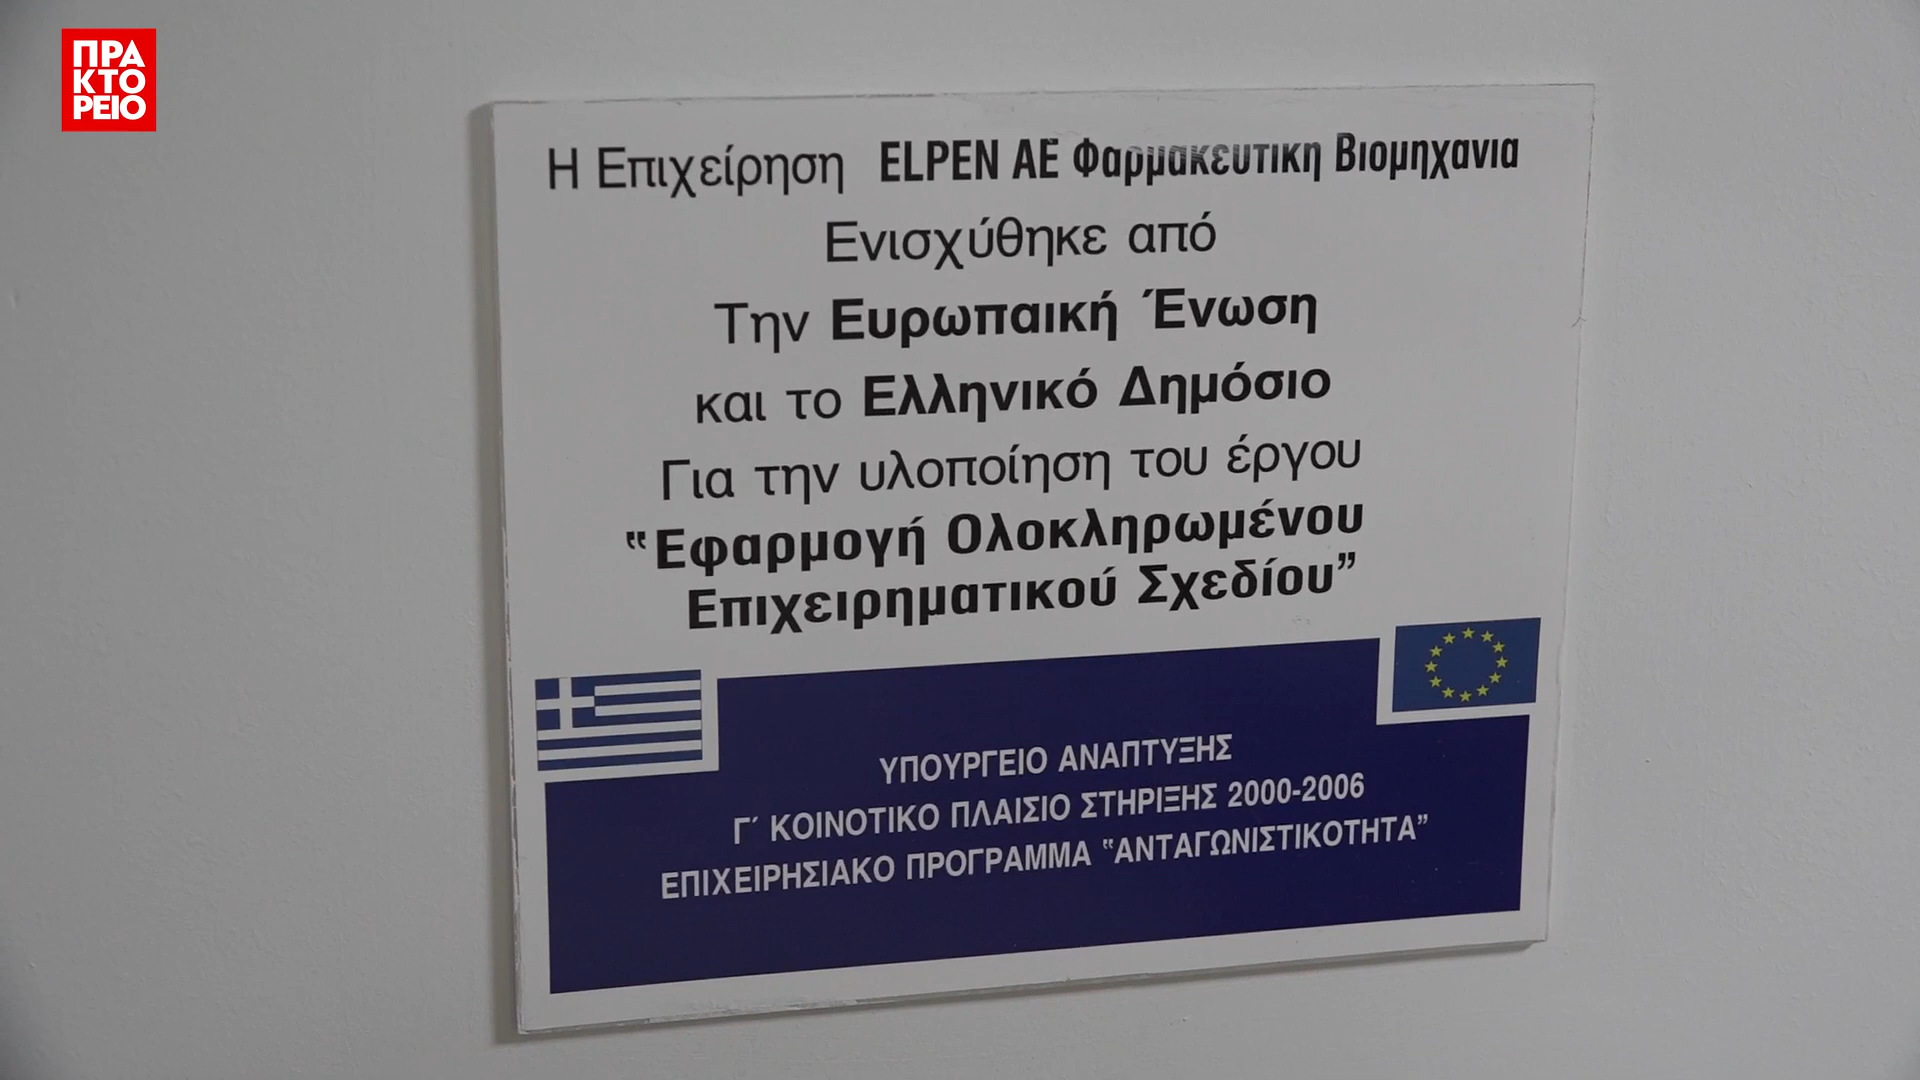 ΠΡΑ
ΚΤΟ
ΡΕΙΟ
Η Επιχείρηση ELPEN AE Φαρμακευτικη Βιομηχανια
Ενισχύθηκε από
Την Ευρωπαική Ένωση
και το Ελληνικό Δημόσιο
Για την υλοποίηση του έργου
"Εφαρμογή Ολοκληρωμένου
Επιχειρηματικού Σχεδίου"
ΥΠΟΥΡΓΕΙΟ ΑΝΑΠΤΥΞΗΣ
Γ΄ ΚΟΙΝΟΤΙΚΟ ΠΛΑΙΣΙΟ ΣΤΗΡΙΞΗΣ 2000-2006
ΕΠΙΧΕΙΡΗΣΙΑΚΟ ΠΡΟΓΡΑΜΜΑ "ΑΝΤΑΓΩΝΙΣΤΙΚΟΤΗΤΑ"